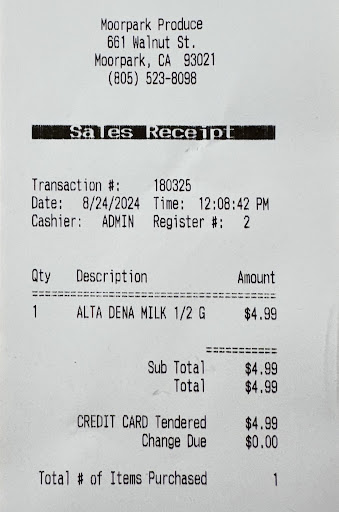 Moorpark Produce
661 Walnut St.
Moorpark, CA 93021
(805) 523-8098
Sales Receipt
Transaction #: 180325
Date: 8/24/2024 Time: 12:08:42 PM
Cashier: ADMIN Register #: 2
Qty Description Amount
1 ALTA DENA MILK 1/2 G $4.99
Sub Total $4.99
Total $4.99
CREDIT CARD Tendered $4.99
Change Due $0.00
Total # of Items Purchased 1